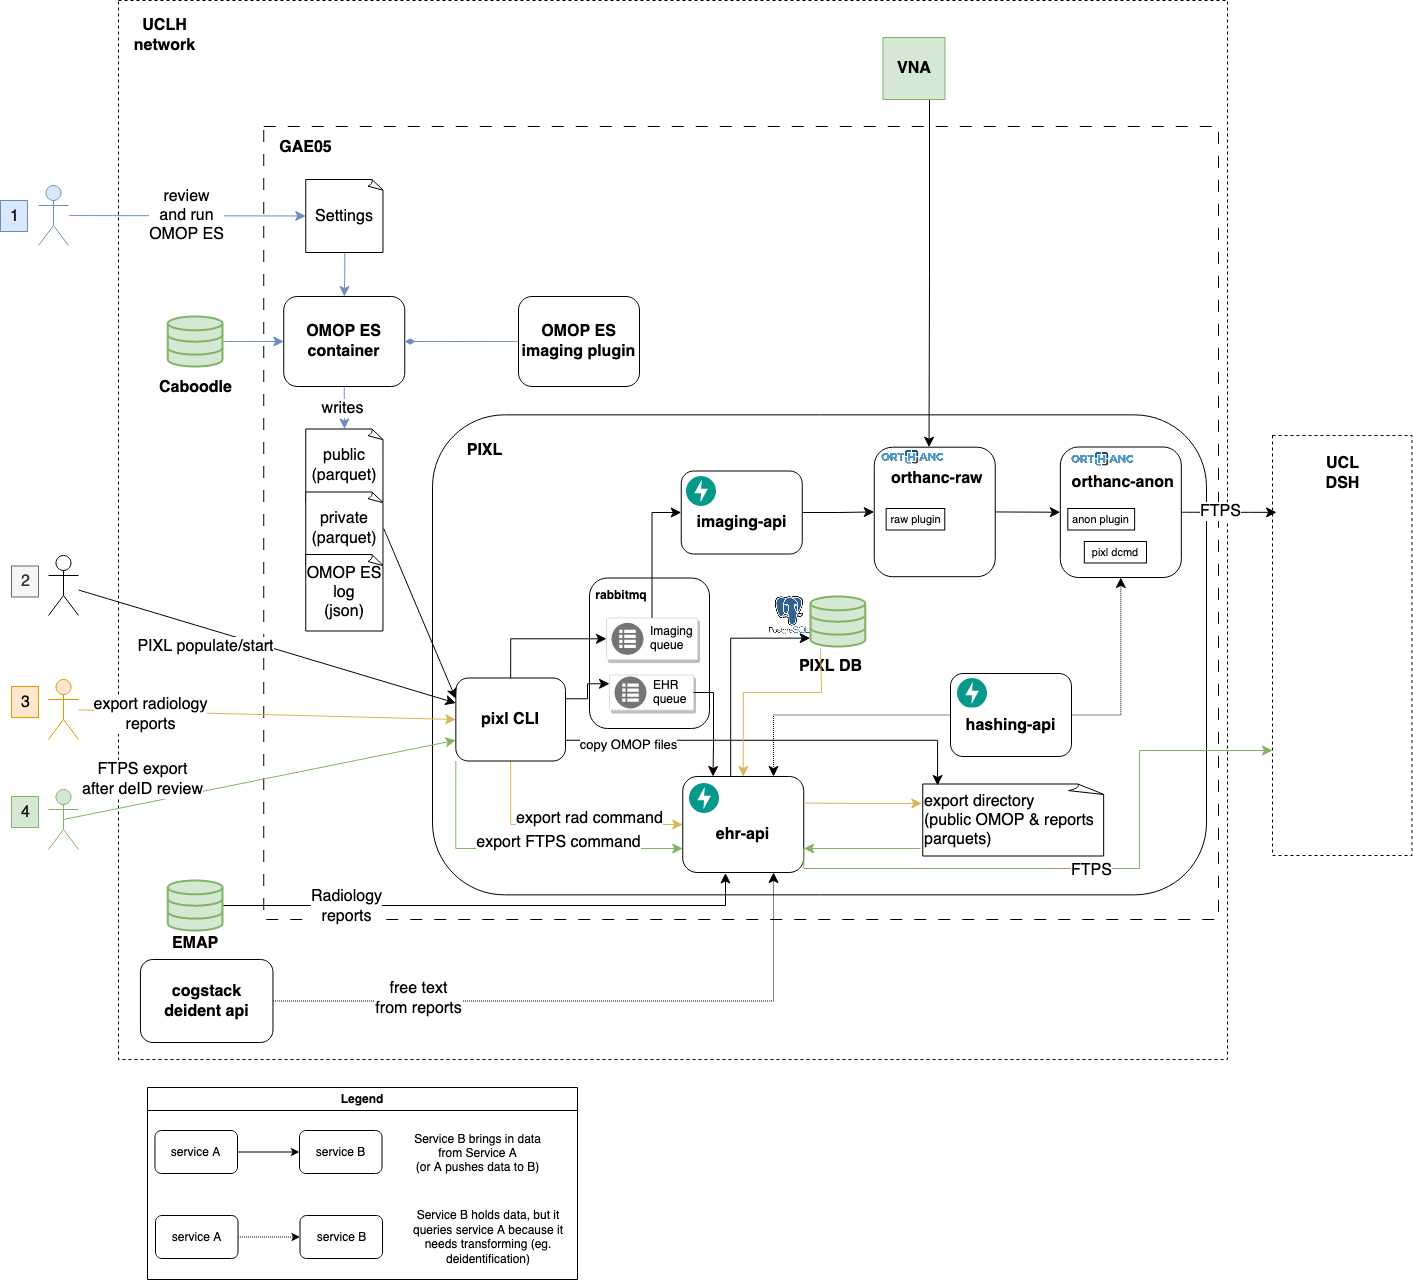 UCLH
network
VNA
GAE05
1
review
and run
OMOP ES
Settings
OMOP ES
container
OMOP ES
imaging plugin
Caboodle
writes
public
(parquet)
private
(parquet)
OMOP ES
log
(json)
PIXL
ORTHANC
orthanc-raw
raw plugin
ORTHANC
orthanc-anon
anon plugin
pixl dcmd
FTPS
UCL
DSH
imaging-api
2
PIXL populate/start
rabbitmq
Imaging
queue
EHR
queue
PostgreSQL
PIXL DB
3
export radiology
reports
pixl CLI
hashing-api
copy OMOP files
FTPS export
after deID review
4
export rad command
export FTPS command
ehr-api
export directory
(public OMOP & reports
parquets)
FTPS
Radiology
reports
EMAP
cogstack
deident api
free text
from reports
Legend
service A
service B
Service B brings in data
from Service A
(or A pushes data to B)
service A
service B
Service B holds data, but it
queries service A because it
needs transforming (eg.
deidentification)